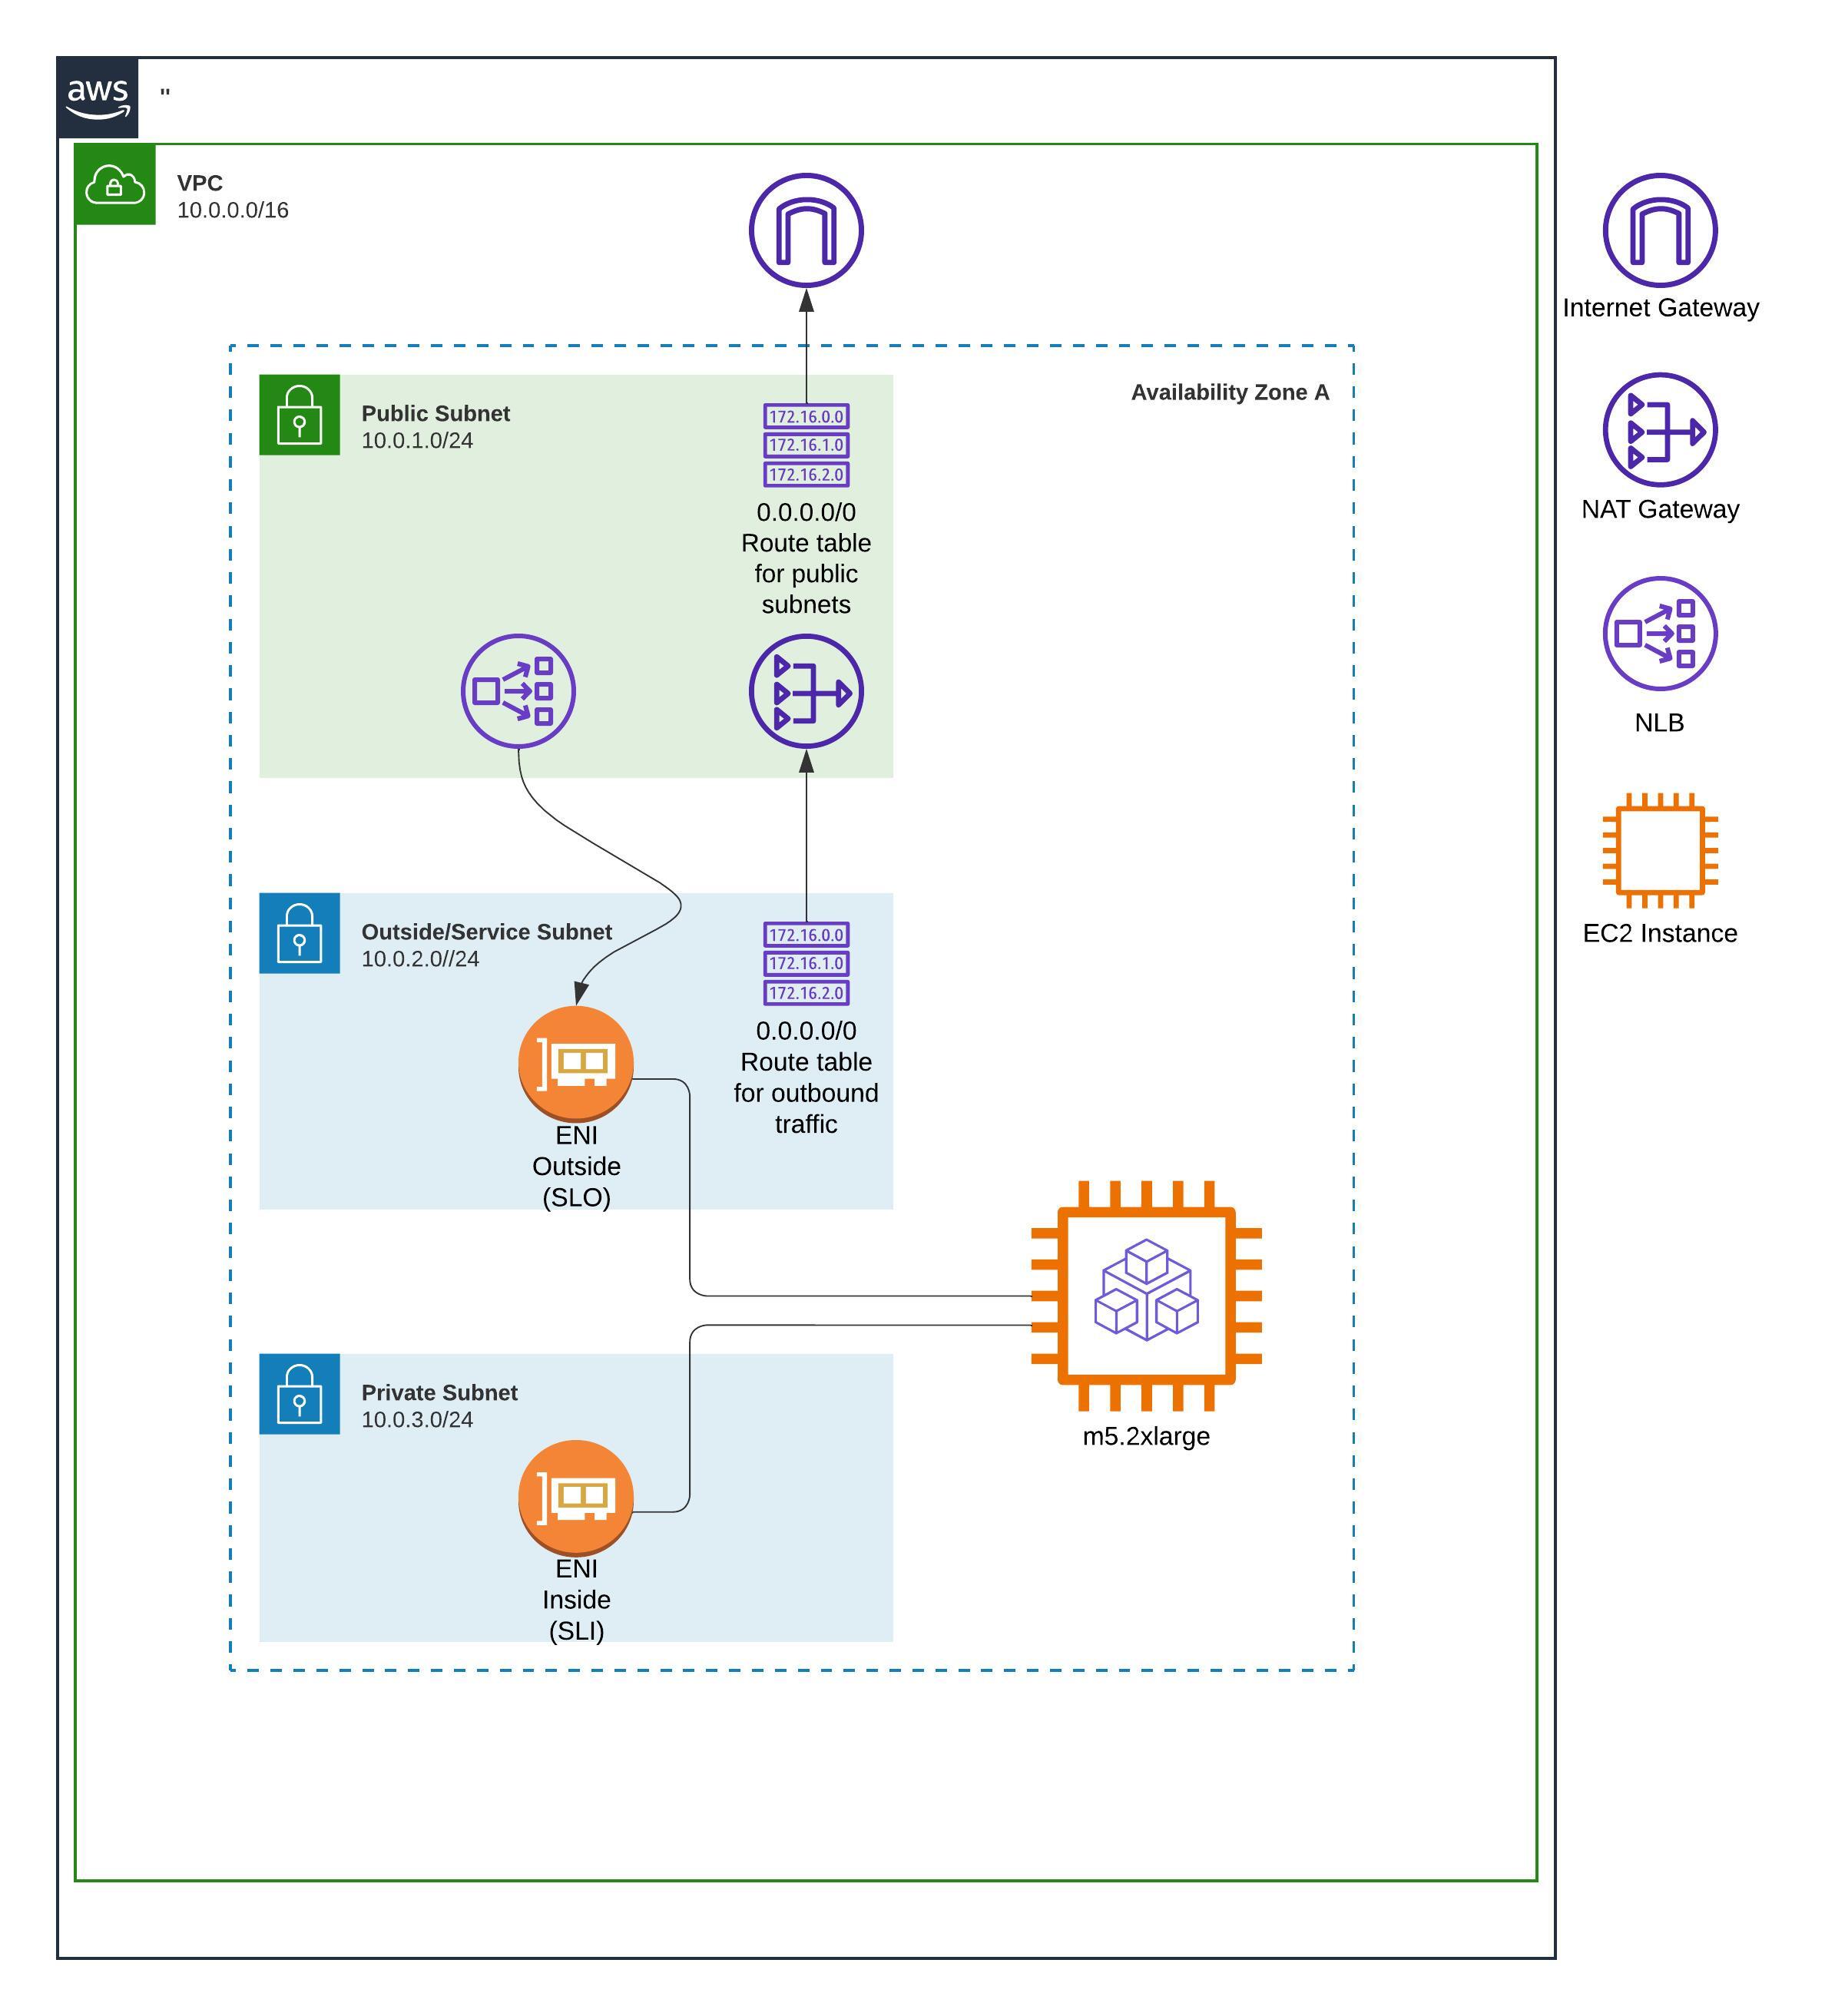 aws
"
VPC
10.0.0.0/16
Internet Gateway
Availability Zone A
Public Subnet
10.0.1.0/24
172.16.0.0
172.16.1.0
172.16.2.0
0.0.0.0/0
Route table
for public
subnets
NAT Gateway
NLB
EC2 Instance
Outside/Service Subnet
10.0.2.0//24
172.16.0.0
172.16.1.0
172.16.2.0
0.0.0.0/0
Route table
for outbound
traffic
ENI
Outside
(SLO)
m5.2xlarge
Private Subnet
10.0.3.0/24
ENI
Inside
(SLI)